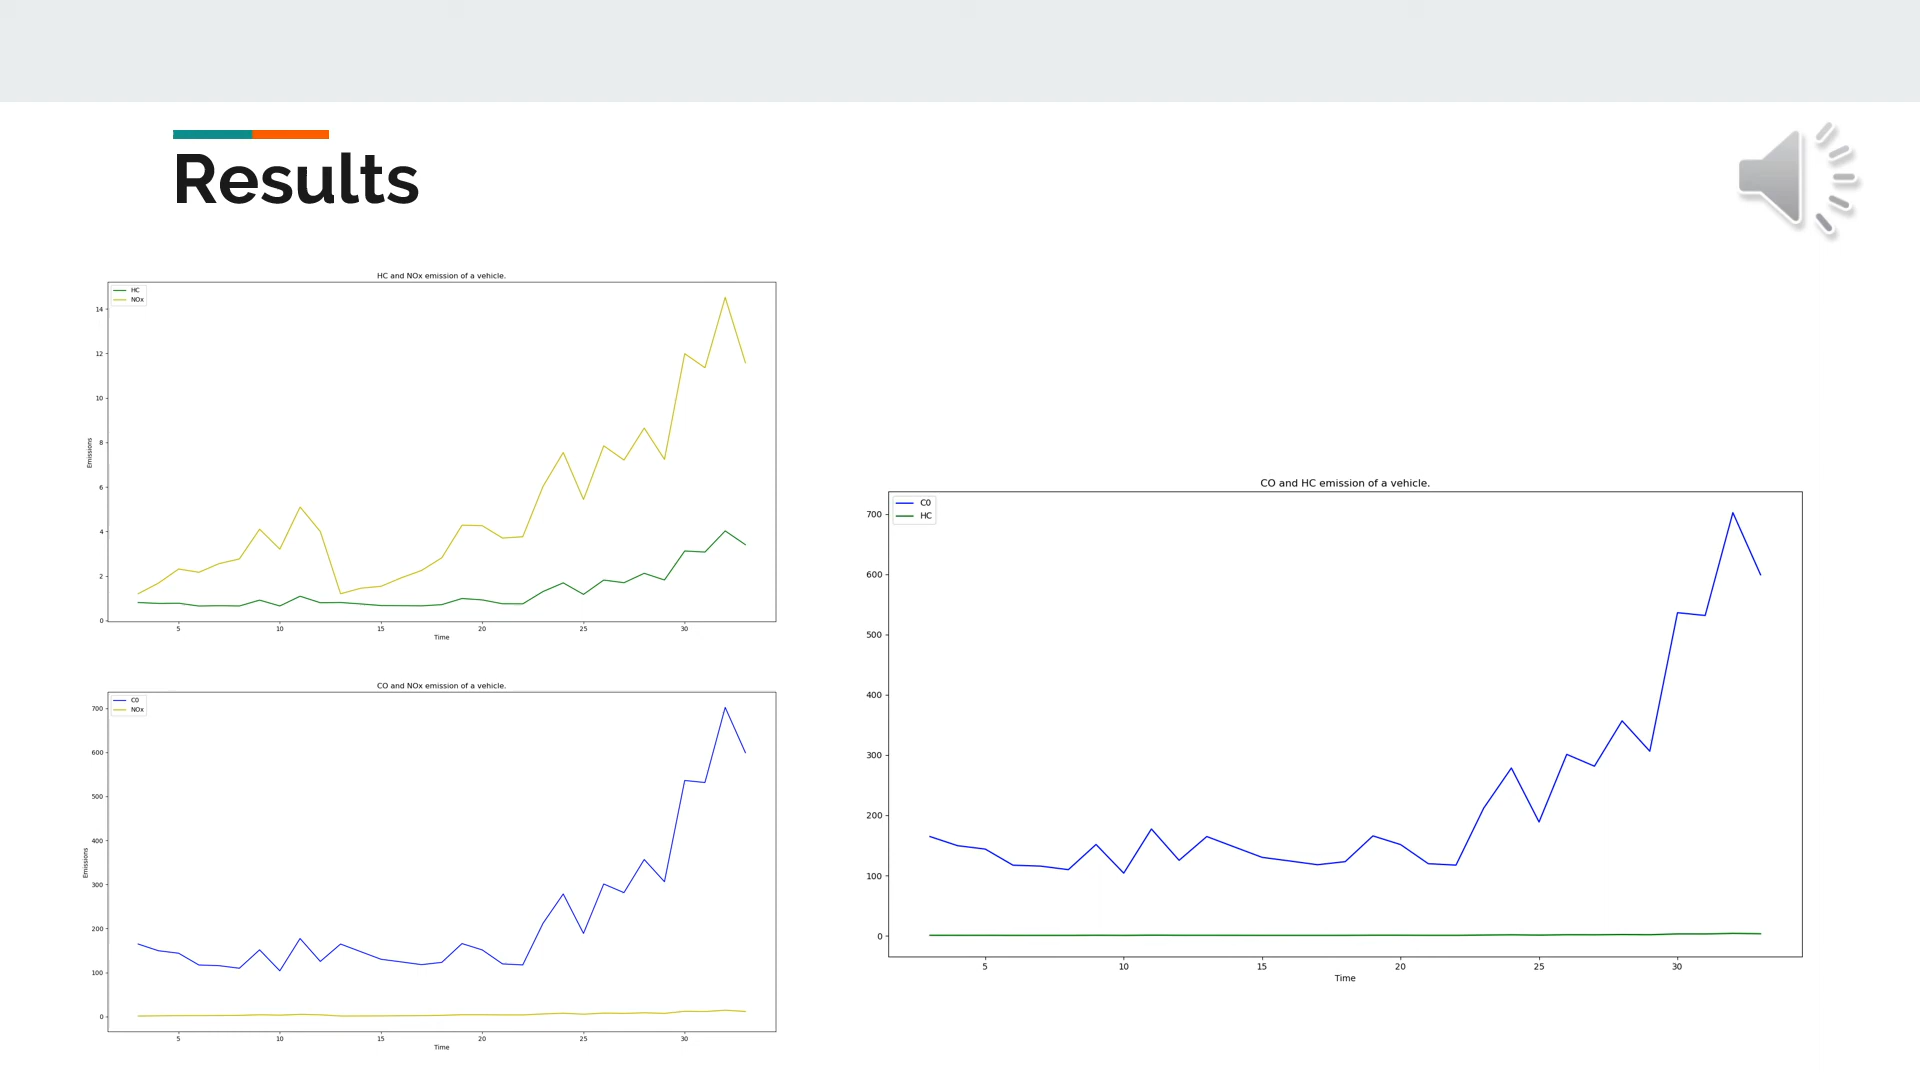 Results
HC and NOx emission of a vehicle.
HC
NOx
14
12
10
8
6
4
2
0
Emissions
5 10 15 20 25 30
Time
CO and NOx emission of a vehicle.
C0
NOx
700
600
500
400
300
200
100
0
Emissions
5 10 15 20 25 30
Time
CO and HC emission of a vehicle.
C0
HC
700
600
500
400
300
200
100
0
5 10 15 20 25 30
Time